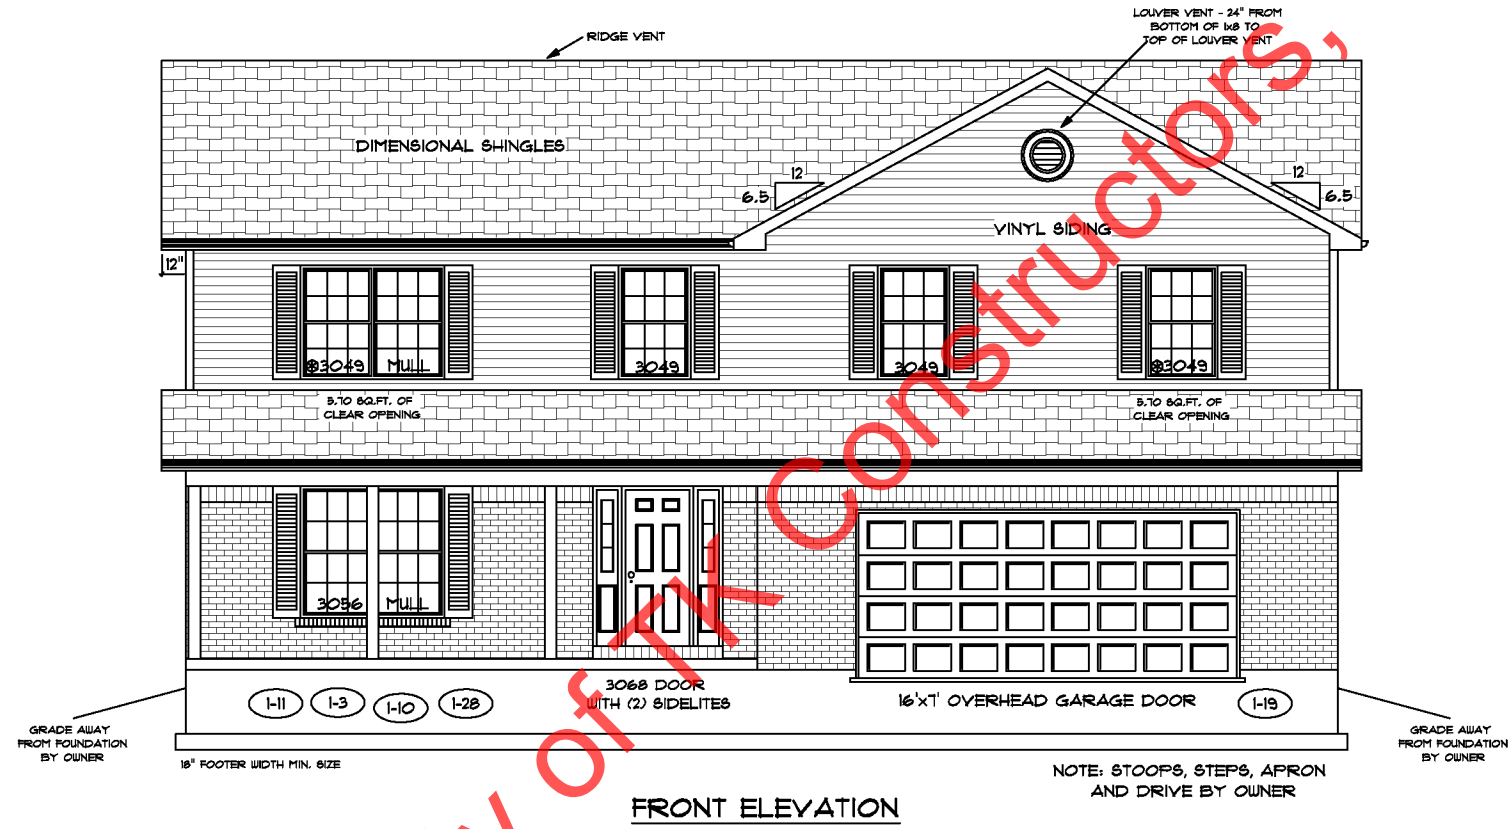 LOUVER VENT - 24" FROM
BOTTOM OF 1x8 TO
TOP OF LOUVER VENT
RIDGE VENT
DIMENSIONAL SHINGLES
12
6.5
12
6.5
VINYL SIDING
12"
⊛3049 MULL
3049
3049
⊛3049
5.70 SQ.FT. OF
CLEAR OPENING
5.70 SQ.FT. OF
CLEAR OPENING
3056 MULL
3068 DOOR
WITH (2) SIDELITES
16'x7' OVERHEAD GARAGE DOOR
1-11
1-3
1-10
1-28
1-19
GRADE AWAY
FROM FOUNDATION
BY OWNER
GRADE AWAY
FROM FOUNDATION
BY OWNER
18" FOOTER WIDTH MIN. SIZE
NOTE: STOOPS, STEPS, APRON
AND DRIVE BY OWNER
FRONT ELEVATION
of TK Constructors,